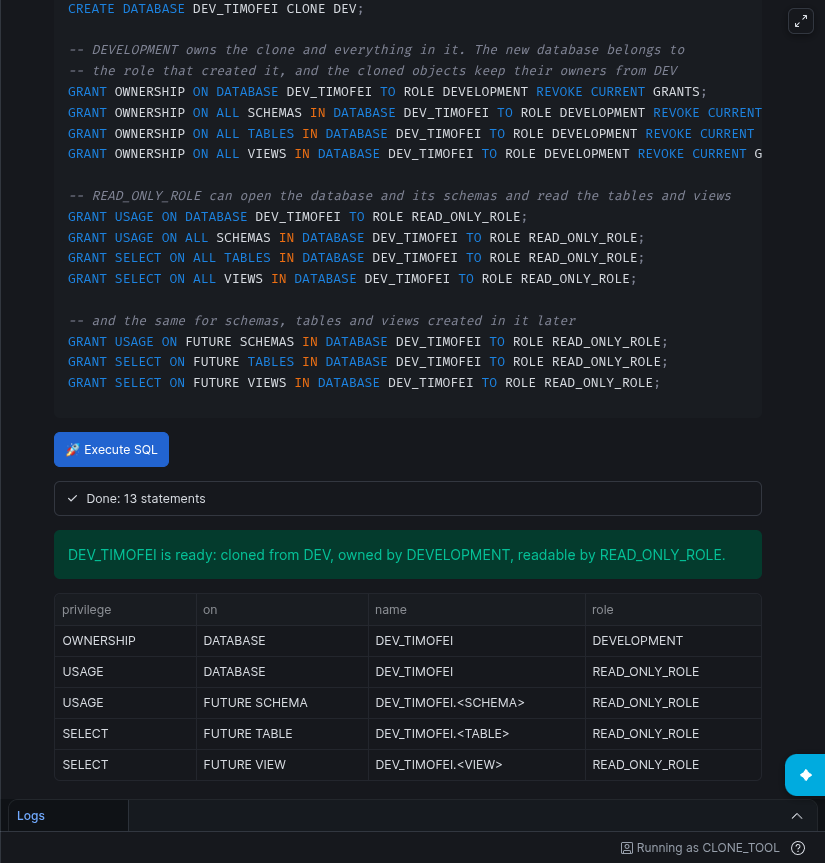 CREATE DATABASE DEV_TIMOFEI CLONE DEV;
-- DEVELOPMENT owns the clone and everything in it. The new database belongs to
-- the role that created it, and the cloned objects keep their owners from DEV
GRANT OWNERSHIP ON DATABASE DEV_TIMOFEI TO ROLE DEVELOPMENT REVOKE CURRENT GRANTS;
GRANT OWNERSHIP ON ALL SCHEMAS IN DATABASE DEV_TIMOFEI TO ROLE DEVELOPMENT REVOKE CURRENT
GRANT OWNERSHIP ON ALL TABLES IN DATABASE DEV_TIMOFEI TO ROLE DEVELOPMENT REVOKE CURRENT
GRANT OWNERSHIP ON ALL VIEWS IN DATABASE DEV_TIMOFEI TO ROLE DEVELOPMENT REVOKE CURRENT G
-- READ_ONLY_ROLE can open the database and its schemas and read the tables and views
GRANT USAGE ON DATABASE DEV_TIMOFEI TO ROLE READ_ONLY_ROLE;
GRANT USAGE ON ALL SCHEMAS IN DATABASE DEV_TIMOFEI TO ROLE READ_ONLY_ROLE;
GRANT SELECT ON ALL TABLES IN DATABASE DEV_TIMOFEI TO ROLE READ_ONLY_ROLE;
GRANT SELECT ON ALL VIEWS IN DATABASE DEV_TIMOFEI TO ROLE READ_ONLY_ROLE;
-- and the same for schemas, tables and views created in it later
GRANT USAGE ON FUTURE SCHEMAS IN DATABASE DEV_TIMOFEI TO ROLE READ_ONLY_ROLE;
GRANT SELECT ON FUTURE TABLES IN DATABASE DEV_TIMOFEI TO ROLE READ_ONLY_ROLE;
GRANT SELECT ON FUTURE VIEWS IN DATABASE DEV_TIMOFEI TO ROLE READ_ONLY_ROLE;
🚀 Execute SQL
Done: 13 statements
DEV_TIMOFEI is ready: cloned from DEV, owned by DEVELOPMENT, readable by READ_ONLY_ROLE.
privilege on name role
OWNERSHIP DATABASE DEV_TIMOFEI DEVELOPMENT
USAGE DATABASE DEV_TIMOFEI READ_ONLY_ROLE
USAGE FUTURE SCHEMA DEV_TIMOFEI.<SCHEMA> READ_ONLY_ROLE
SELECT FUTURE TABLE DEV_TIMOFEI.<TABLE> READ_ONLY_ROLE
SELECT FUTURE VIEW DEV_TIMOFEI.<VIEW> READ_ONLY_ROLE
Logs
Running as CLONE_TOOL